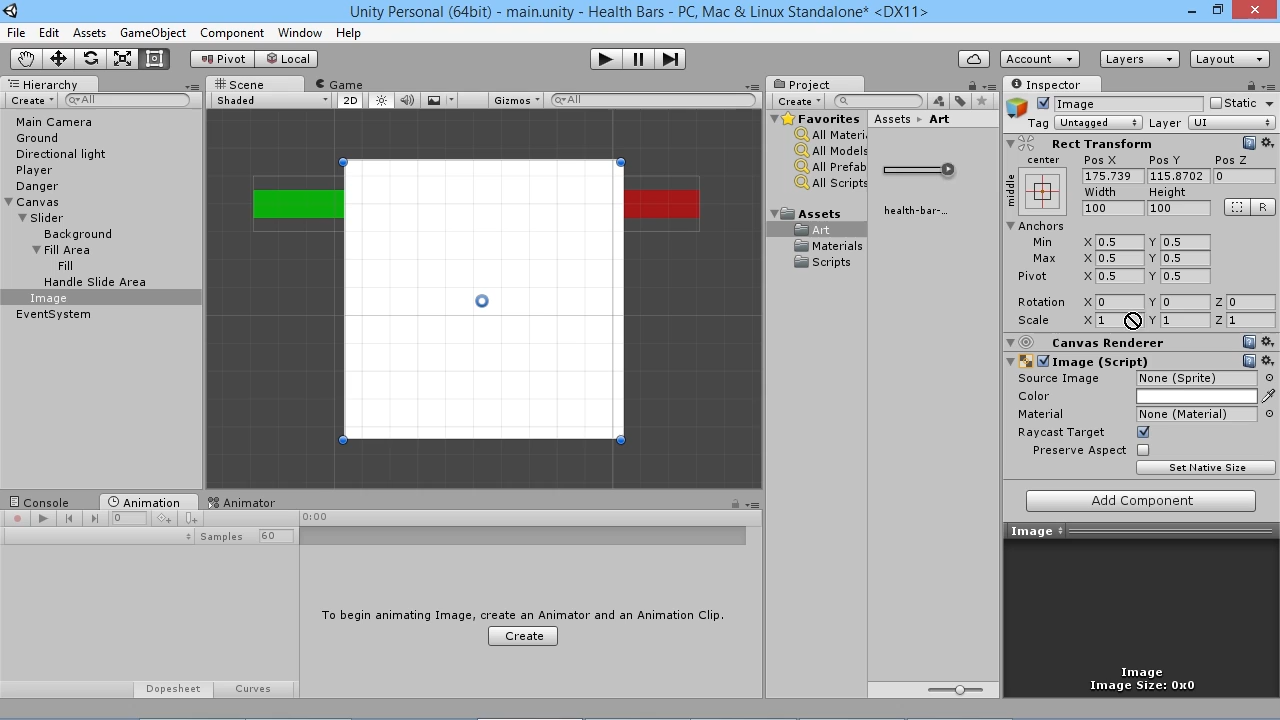 Unity Personal (64bit) - main.unity - Health Bars - PC, Mac & Linux Standalone* <DX11>
File Edit Assets GameObject Component Window Help
Pivot Local Account Layers Layout
Hierarchy
Create All
Main Camera
Ground
Directional light
Player
Danger
Canvas
Slider
Background
Fill Area
Fill
Handle Slide Area
Image
EventSystem
Scene Game
Shaded 2D Gizmos All
Project
Create
Favorites
All Materi
All Models
All Prefab
All Scripts
Assets
Art
Materials
Scripts
Assets ▸ Art
health-bar-...
Inspector
Image Static
Tag Untagged Layer UI
Rect Transform
center Pos X Pos Y Pos Z
middle 175.739 115.8702 0
Width Height
100 100 R
Anchors
Min X 0.5 Y 0.5
Max X 0.5 Y 0.5
Pivot X 0.5 Y 0.5
Rotation X 0 Y 0 Z 0
Scale X 1 Y 1 Z 1
Canvas Renderer
Image (Script)
Source Image None (Sprite)
Color
Material None (Material)
Raycast Target
Preserve Aspect
Set Native Size
Add Component
Image
Image
Image Size: 0x0
Console Animation Animator
0 0:00
Samples 60
To begin animating Image, create an Animator and an Animation Clip.
Create
Dopesheet Curves